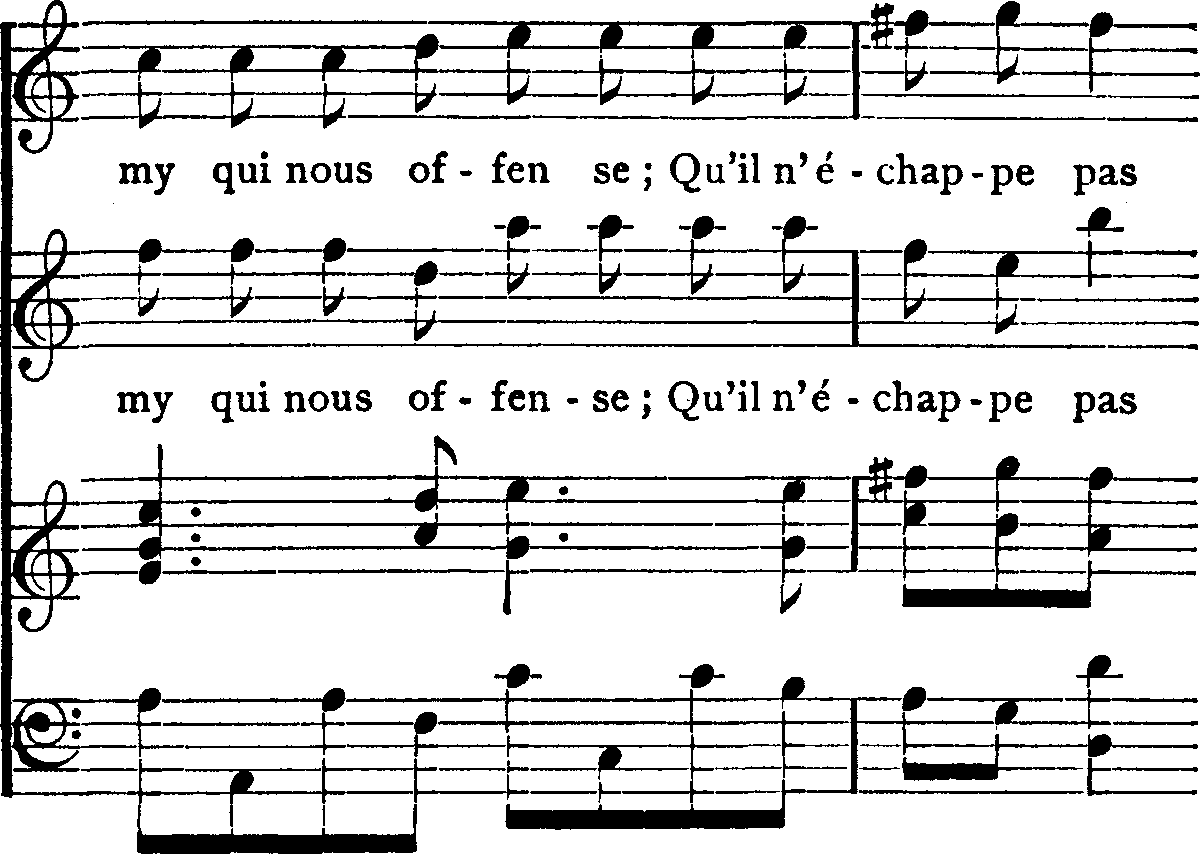 my qui nous of - fen se ; Qu'il n'é - chap - pe pas
my qui nous of - fen - se ; Qu'il n'é - chap - pe pas